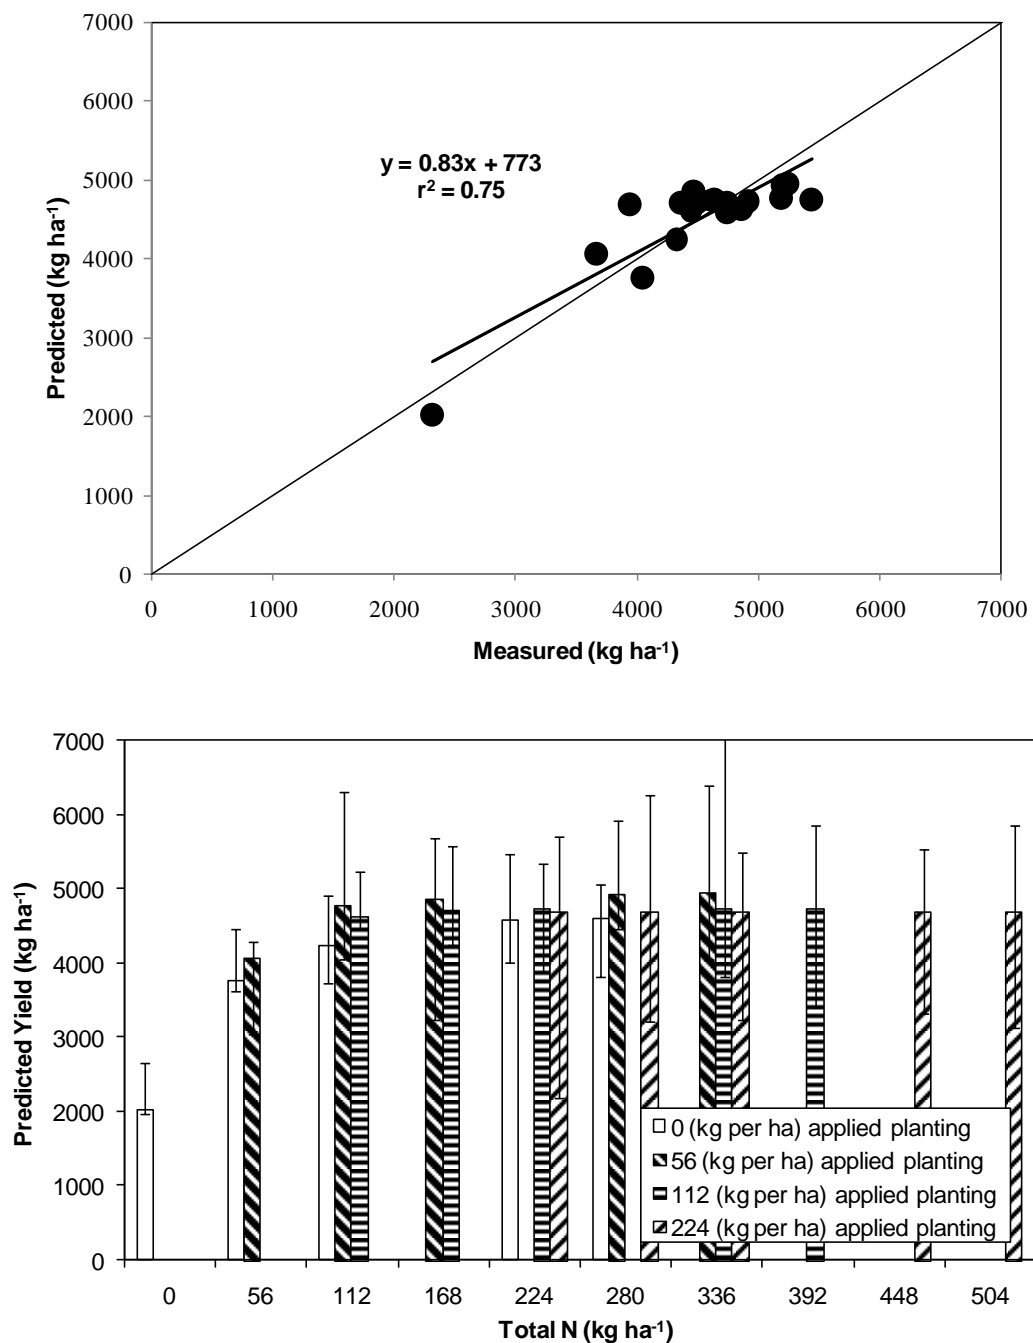 7000
6000
5000
4000
3000
2000
1000
0
Predicted (kg ha-1)
y = 0.83x + 773
r2 = 0.75
0 1000 2000 3000 4000 5000 6000 7000
Measured (kg ha-1)
7000
6000
5000
4000
3000
2000
1000
0
Predicted Yield (kg ha-1)
0 (kg per ha) applied planting
56 (kg per ha) applied planting
112 (kg per ha) applied planting
224 (kg per ha) applied planting
0 56 112 168 224 280 336 392 448 504
Total N (kg ha-1)